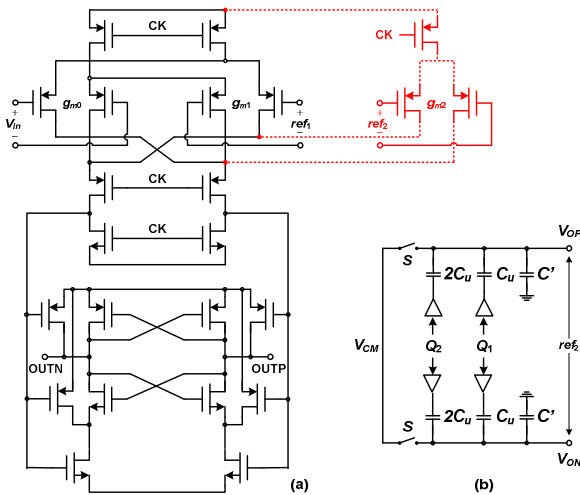 CK
CK
gm0
gm1
gm2
+
Vin
−
+
ref1
−
+
ref2
−
CK
CK
OUTN
OUTP
(a)
VOP
S
2Cu
Cu
C'
VCM
Q2
Q1
ref2
2Cu
Cu
C'
S
VON
(b)